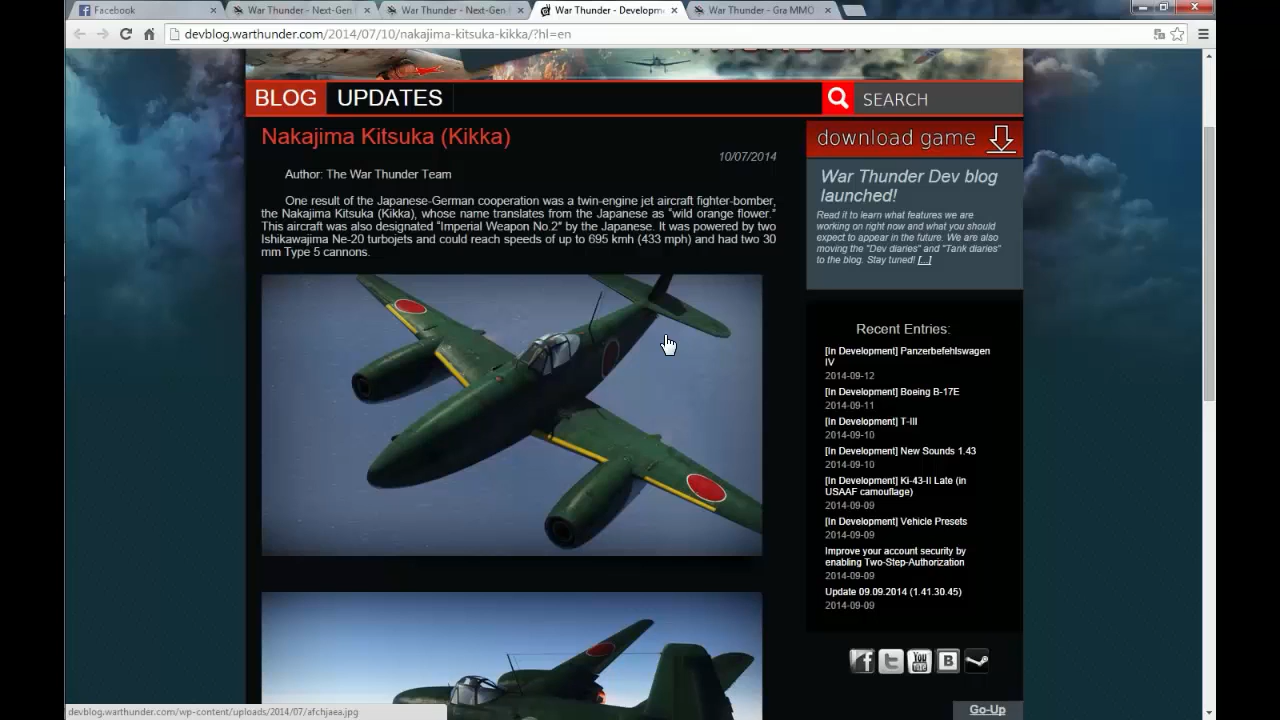 Facebook
War Thunder - Next-Gen
War Thunder - Next-Gen
War Thunder - Developm
War Thunder - Gra MMO
devblog.warthunder.com/2014/07/10/nakajima-kitsuka-kikka/?hl=en
BLOG UPDATES
SEARCH
Nakajima Kitsuka (Kikka)
10/07/2014
Author: The War Thunder Team
One result of the Japanese-German cooperation was a twin-engine jet aircraft fighter-bomber,
the Nakajima Kitsuka (Kikka), whose name translates from the Japanese as “wild orange flower.”
This aircraft was also designated “Imperial Weapon No.2” by the Japanese. It was powered by two
Ishikawajima Ne-20 turbojets and could reach speeds of up to 695 kmh (433 mph) and had two 30
mm Type 5 cannons.
download game
War Thunder Dev blog
launched!
Read it to learn what features we are
working on right now and what you should
expect to appear in the future. We are also
moving the "Dev diaries" and "Tank diaries"
to the blog. Stay tuned! [...]
Recent Entries:
[In Development] Panzerbefehlswagen
IV
2014-09-12
[In Development] Boeing B-17E
2014-09-11
[In Development] T-III
2014-09-10
[In Development] New Sounds 1.43
2014-09-10
[In Development] Ki-43-II Late (in
USAAF camouflage)
2014-09-09
[In Development] Vehicle Presets
2014-09-09
Improve your account security by
enabling Two-Step-Authorization
2014-09-09
Update 09.09.2014 (1.41.30.45)
2014-09-09
You Tube
B
Go-Up
devblog.warthunder.com/wp-content/uploads/2014/07/afchjaea.jpg